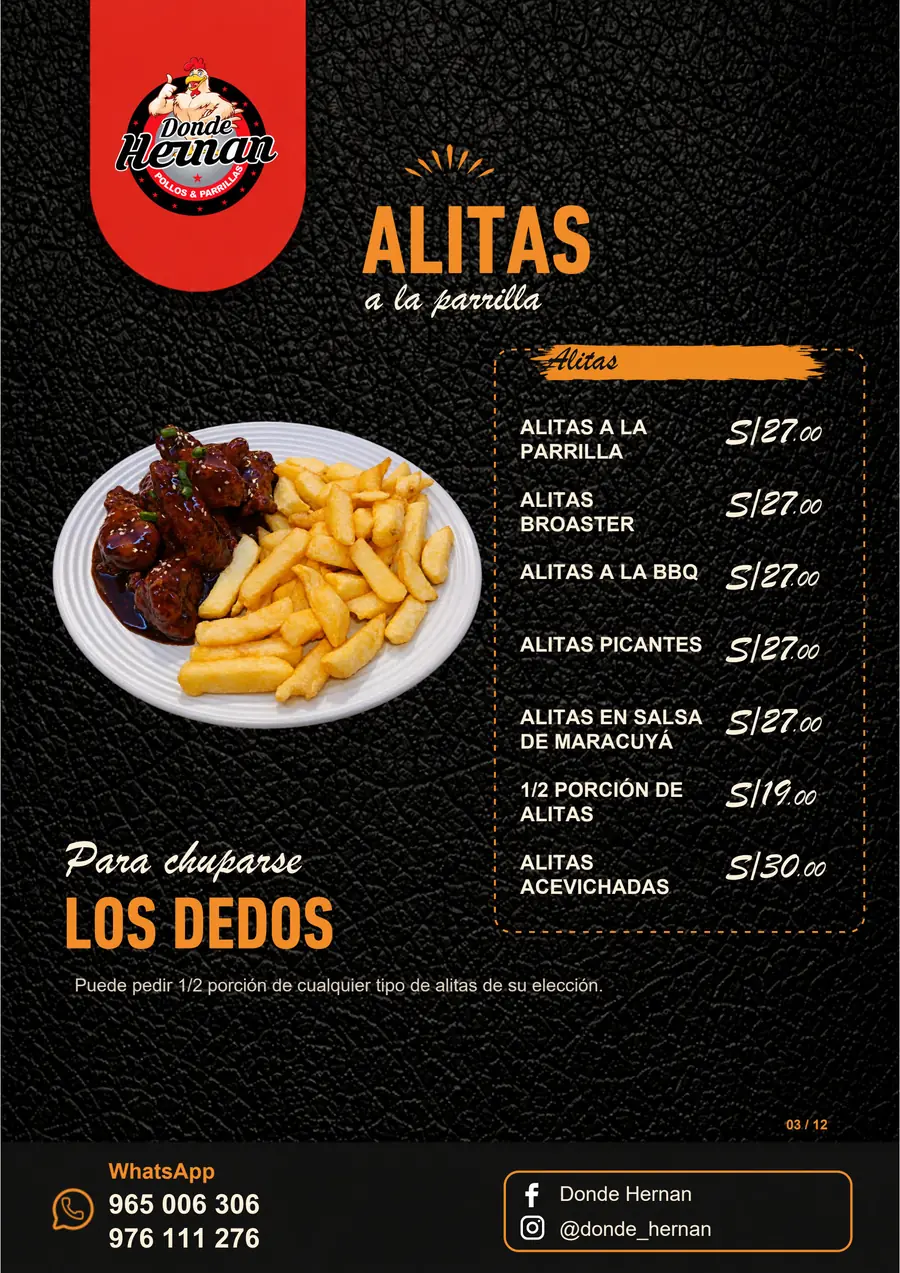 Donde
Hernan
POLLOS & PARRILLAS
ALITAS
a la parrilla
Alitas
ALITAS A LA
PARRILLA
S/27.00
ALITAS
BROASTER
S/27.00
ALITAS A LA BBQ
S/27.00
ALITAS PICANTES
S/27.00
ALITAS EN SALSA
DE MARACUYÁ
S/27.00
1/2 PORCIÓN DE
ALITAS
S/19.00
ALITAS
ACEVICHADAS
S/30.00
Para chuparse
LOS DEDOS
Puede pedir 1/2 porción de cualquier tipo de alitas de su elección.
03 / 12
WhatsApp
965 006 306
976 111 276
Donde Hernan
@donde_hernan